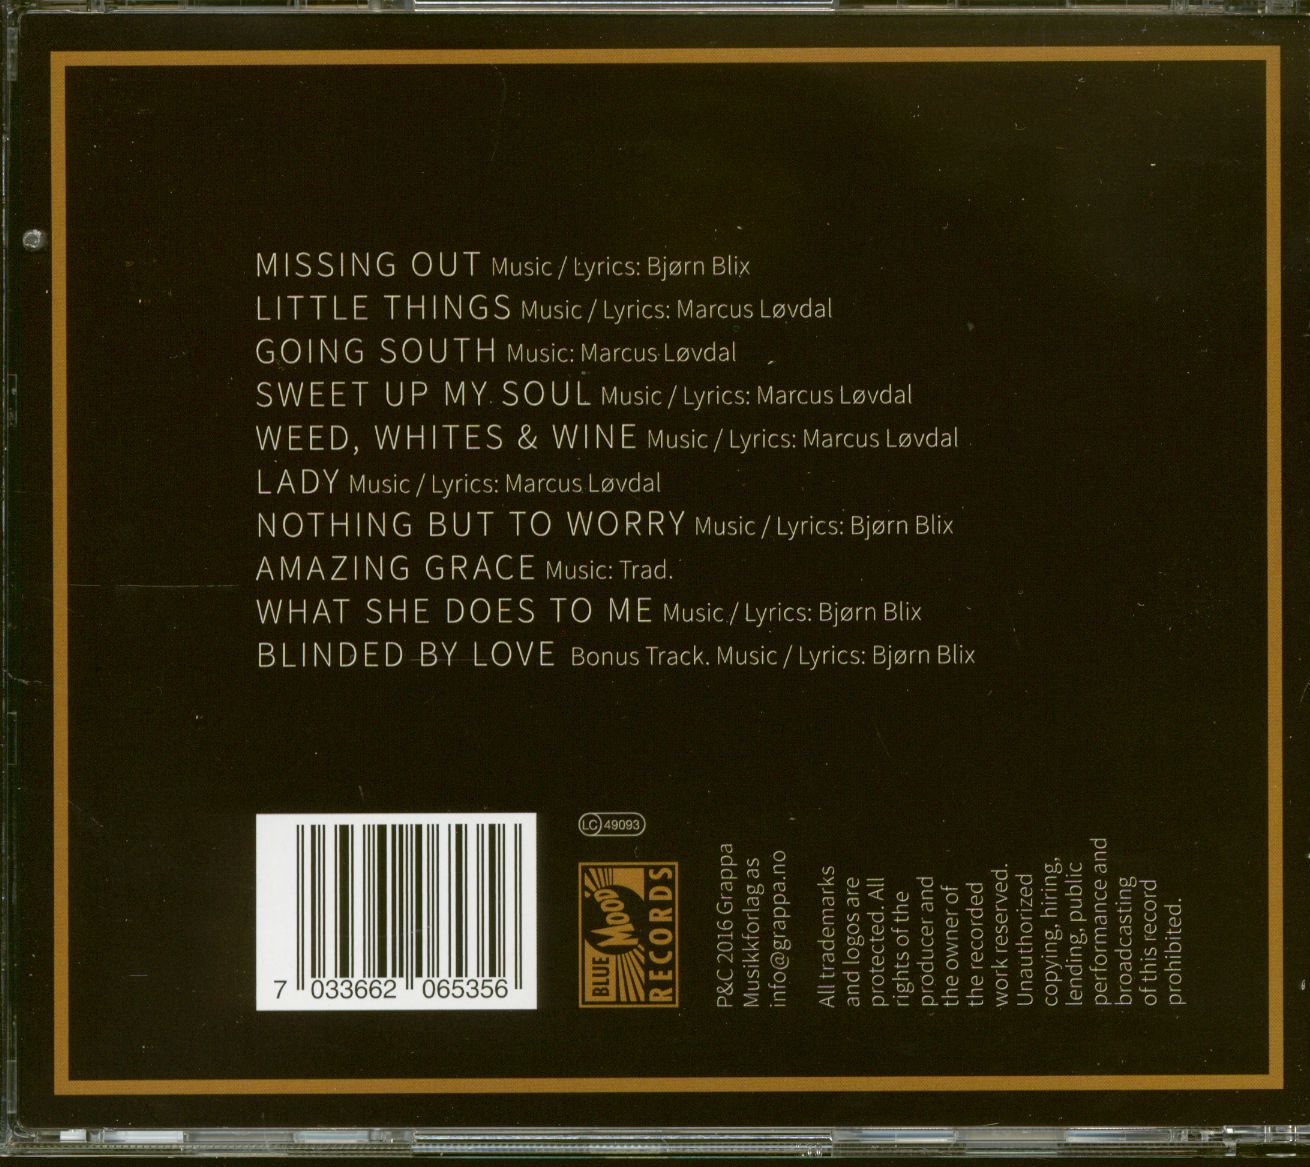 MISSING OUT Music / Lyrics: Bjørn Blix
LITTLE THINGS Music / Lyrics: Marcus Løvdal
GOING SOUTH Music: Marcus Løvdal
SWEET UP MY SOUL Music / Lyrics: Marcus Løvdal
WEED, WHITES & WINE Music / Lyrics: Marcus Løvdal
LADY Music / Lyrics: Marcus Løvdal
NOTHING BUT TO WORRY Music / Lyrics: Bjørn Blix
AMAZING GRACE Music: Trad.
WHAT SHE DOES TO ME Music / Lyrics: Bjørn Blix
BLINDED BY LOVE Bonus Track. Music / Lyrics: Bjørn Blix
7 033662 065356
LC 49093
BLUE
MOOD
RECORDS
P&C 2016 Grappa
Musikkforlag as
info@grappa.no
All trademarks
and logos are
protected. All
rights of the
producer and
the owner of
the recorded
work reserved.
Unauthorized
copying, hiring,
lending, public
performance and
broadcasting
of this record
prohibited.